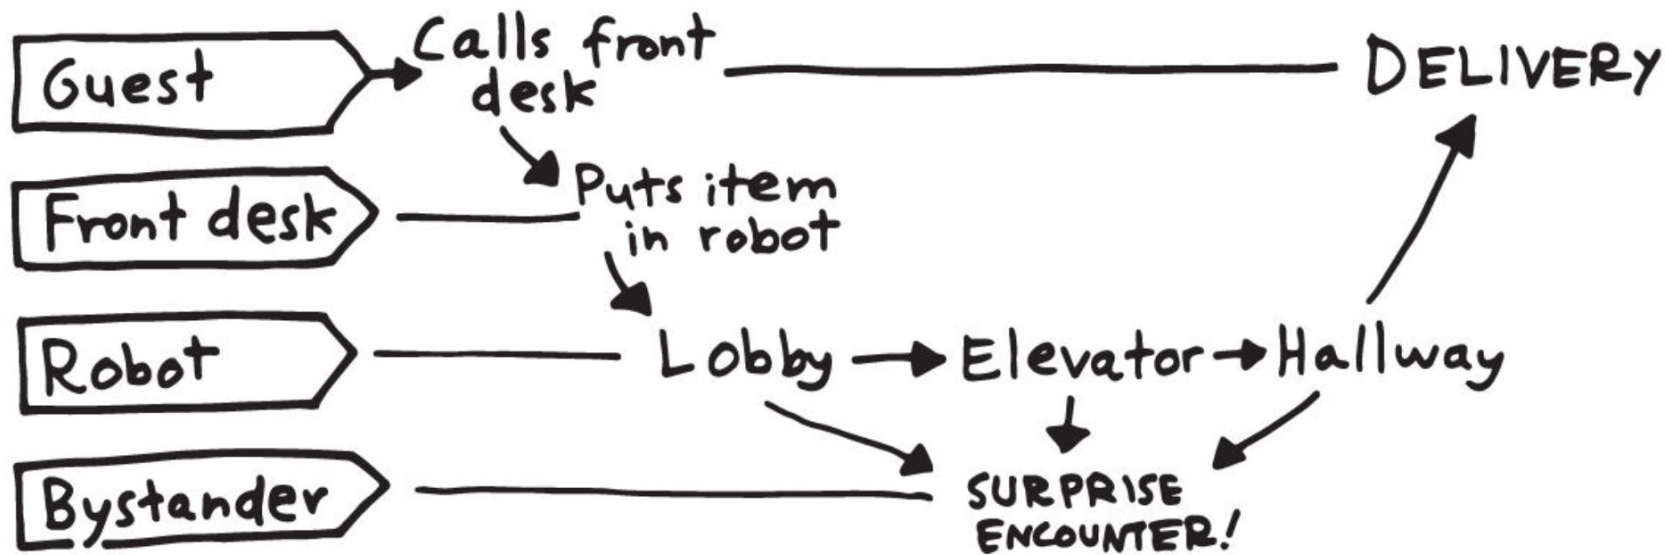 Guest
Calls front
desk
DELIVERY
Front desk
Puts item
in robot
Robot
Lobby
Elevator
Hallway
Bystander
SURPRISE
ENCOUNTER!